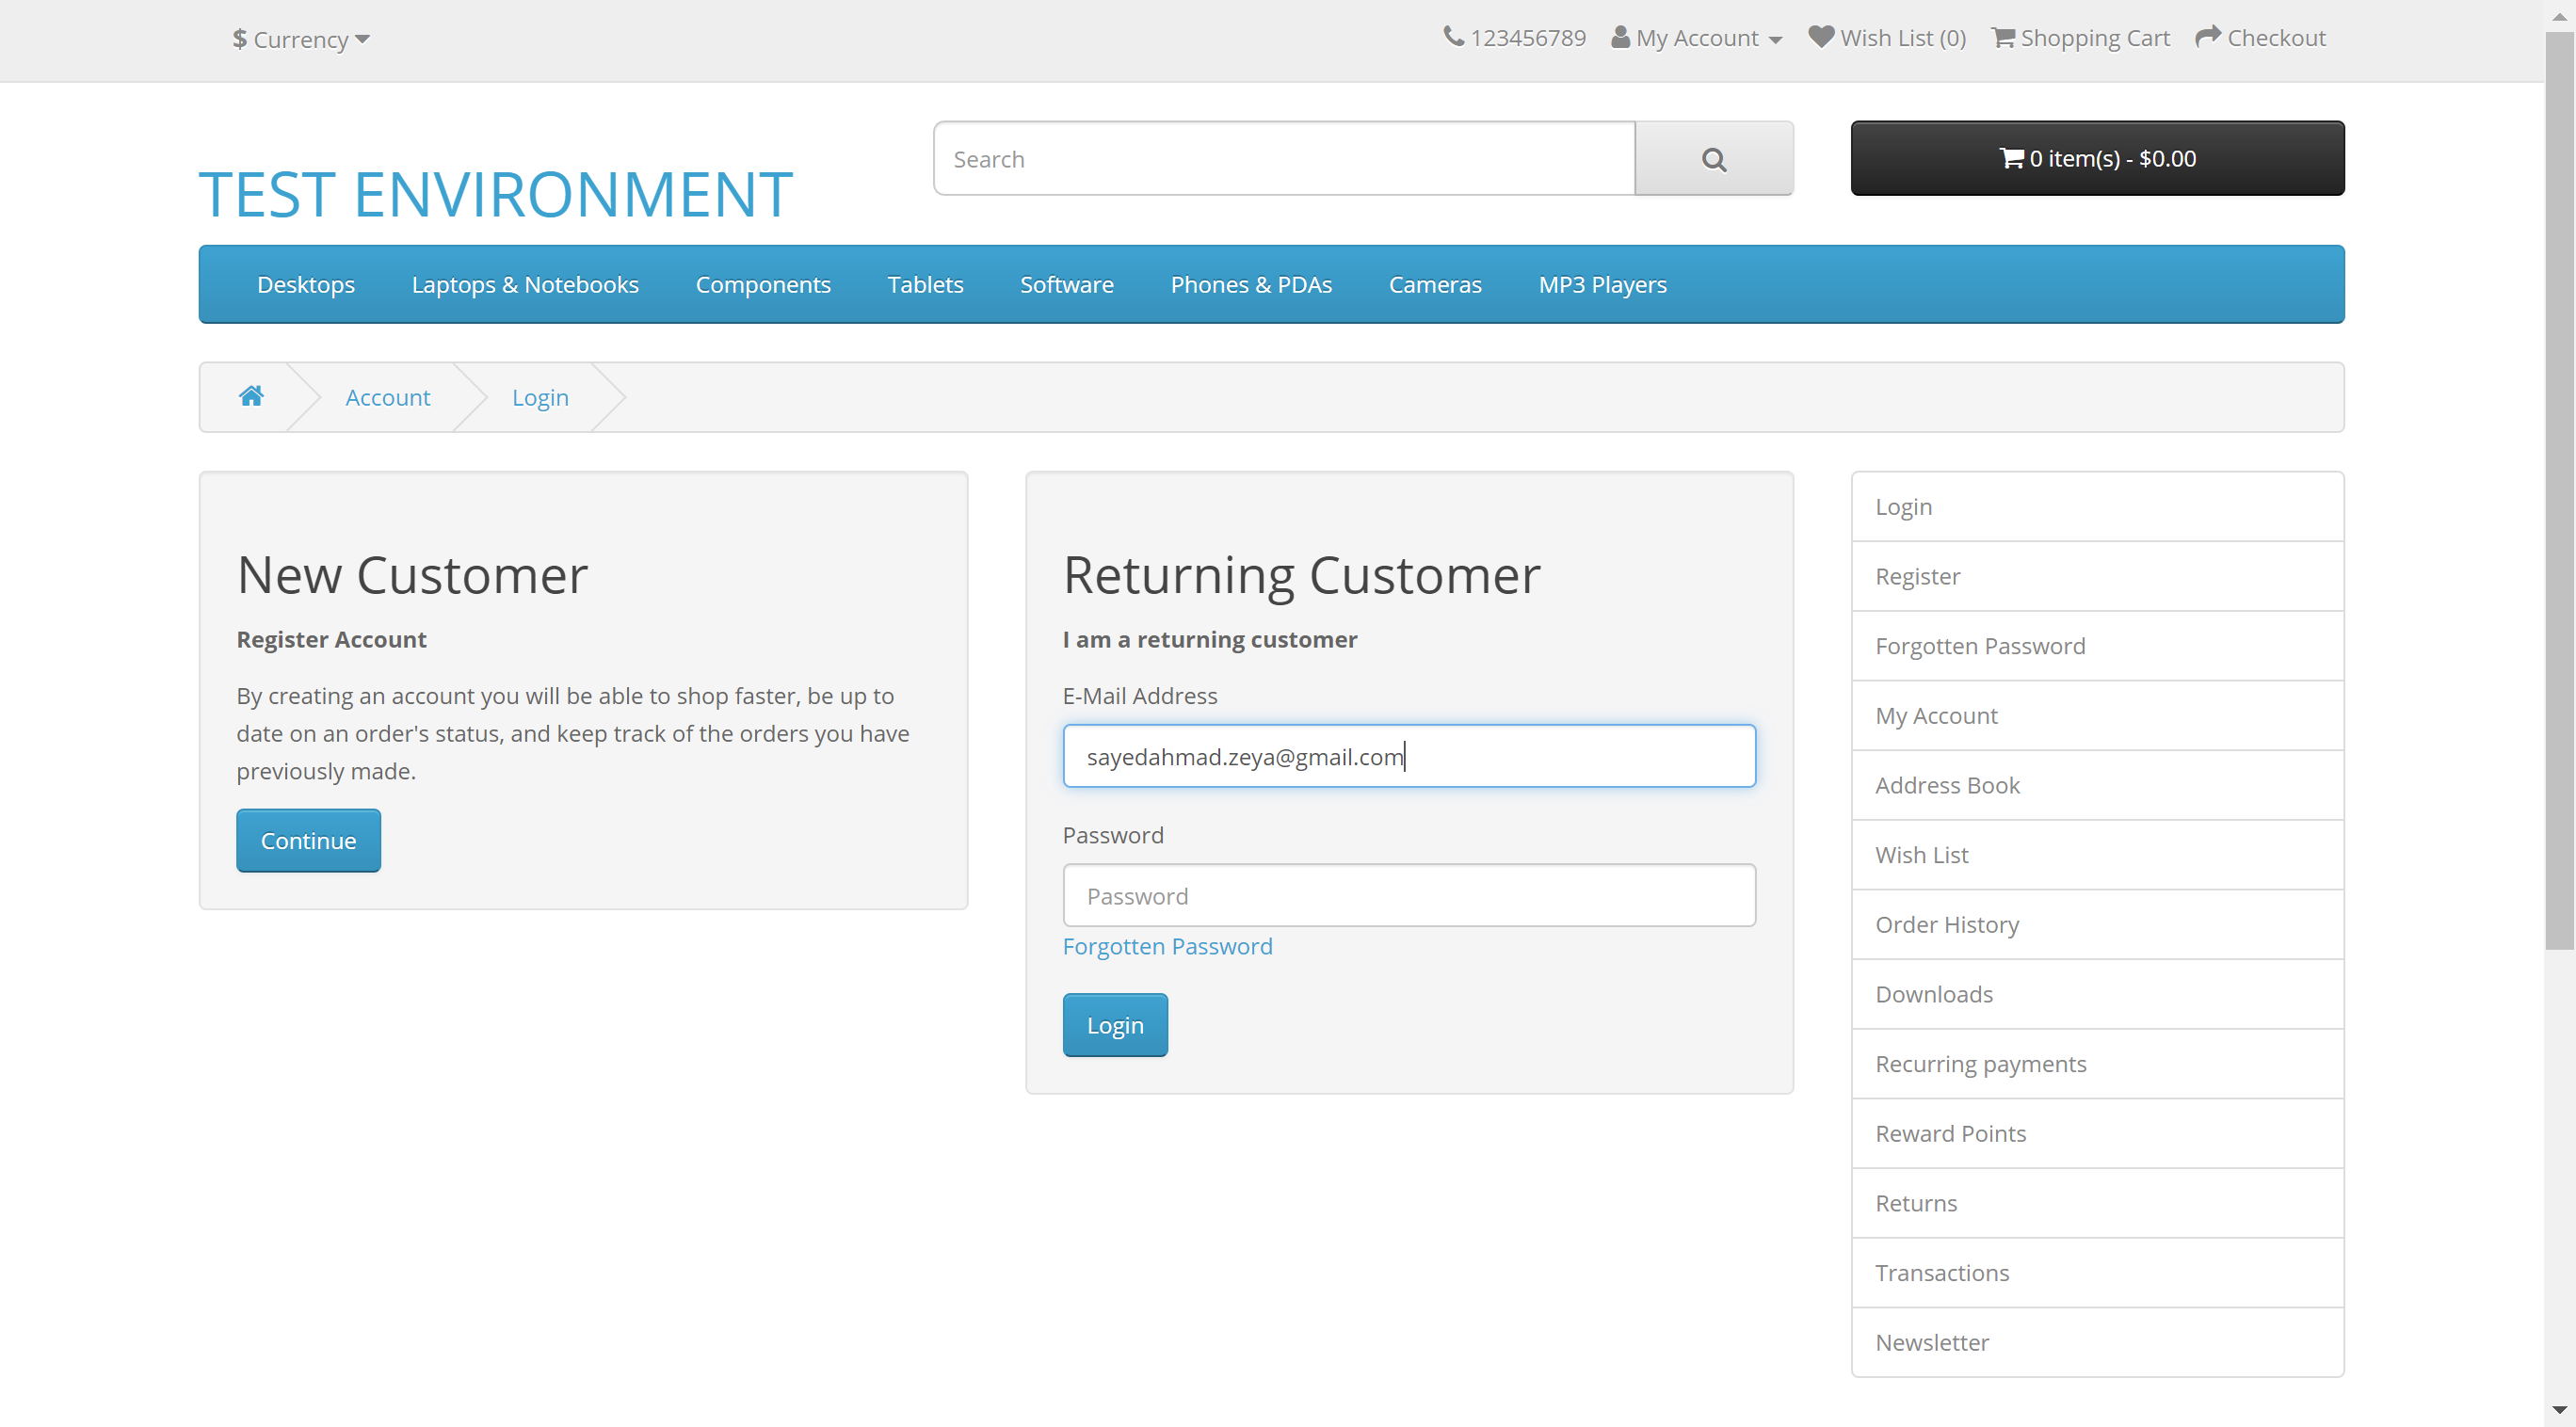 $ Currency
123456789 My Account Wish List (0) Shopping Cart Checkout
TEST ENVIRONMENT
Search
0 item(s) - $0.00
Desktops Laptops & Notebooks Components Tablets Software Phones & PDAs Cameras MP3 Players
Account Login
New Customer
Register Account
By creating an account you will be able to shop faster, be up to
date on an order's status, and keep track of the orders you have
previously made.
Continue
Returning Customer
I am a returning customer
E-Mail Address
sayedahmad.zeya@gmail.com
Password
Password
Forgotten Password
Login
Login
Register
Forgotten Password
My Account
Address Book
Wish List
Order History
Downloads
Recurring payments
Reward Points
Returns
Transactions
Newsletter